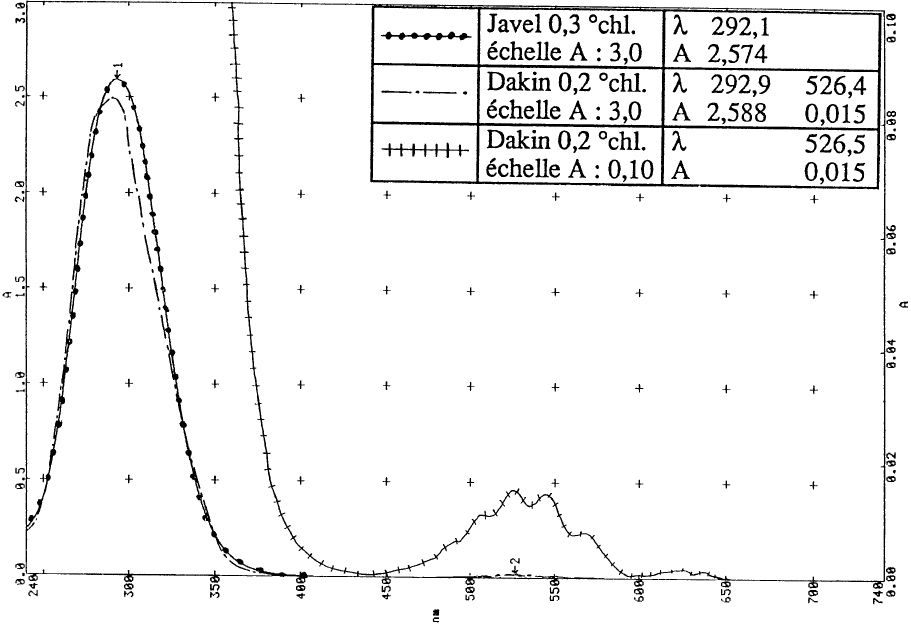 Javel 0,3 °chl. λ 292,1
échelle A : 3,0 A 2,574
Dakin 0,2 °chl. λ 292,9 526,4
échelle A : 3,0 A 2,588 0,015
Dakin 0,2 °chl. λ 526,5
échelle A : 0,10 A 0,015
3.0
2.5
2.0
1.5
1.0
0.5
0.0
A
1
2
0.10
0.08
0.06
0.04
0.02
0.00
A
240
300
350
400
450
500
550
600
650
700
740
nm